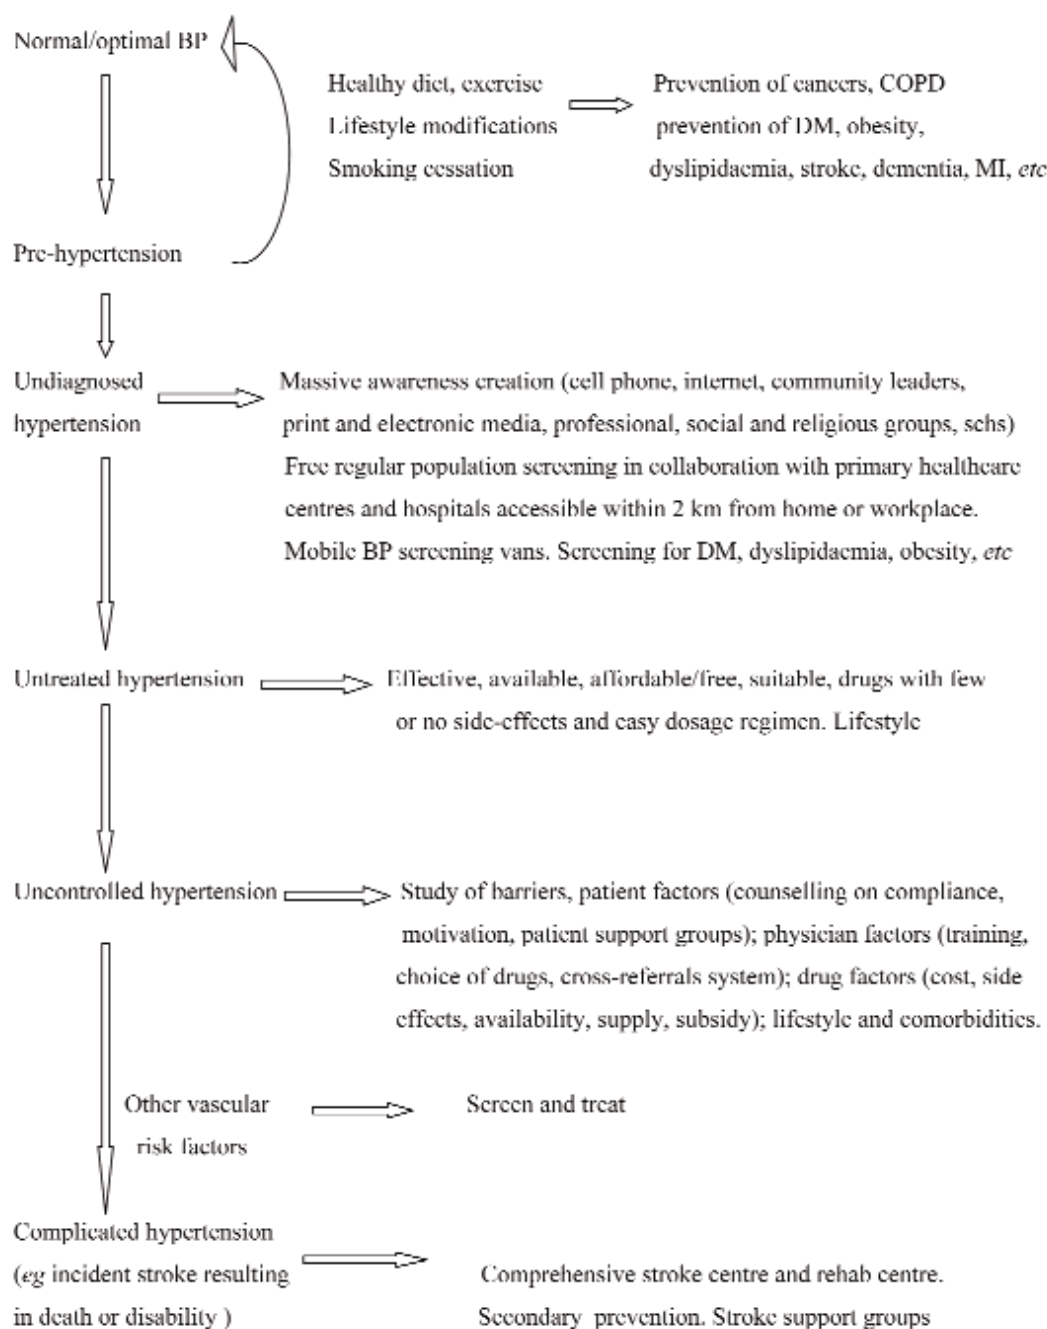 Normal/optimal BP
Healthy diet, exercise
Lifestyle modifications
Smoking cessation
Prevention of cancers, COPD
prevention of DM, obesity,
dyslipidaemia, stroke, dementia, MI, etc
Pre-hypertension
Undiagnosed
hypertension
Massive awareness creation (cell phone, internet, community leaders,
print and electronic media, professional, social and religious groups, schs)
Free regular population screening in collaboration with primary healthcare
centres and hospitals accessible within 2 km from home or workplace.
Mobile BP screening vans. Screening for DM, dyslipidaemia, obesity, etc
Untreated hypertension
Effective, available, affordable/free, suitable, drugs with few
or no side-effects and easy dosage regimen. Lifestyle
Uncontrolled hypertension
Study of barriers, patient factors (counselling on compliance,
motivation, patient support groups); physician factors (training,
choice of drugs, cross-referrals system); drug factors (cost, side
effects, availability, supply, subsidy); lifestyle and comorbidities.
Other vascular
risk factors
Screen and treat
Complicated hypertension
(eg incident stroke resulting
in death or disability )
Comprehensive stroke centre and rehab centre.
Secondary prevention. Stroke support groups